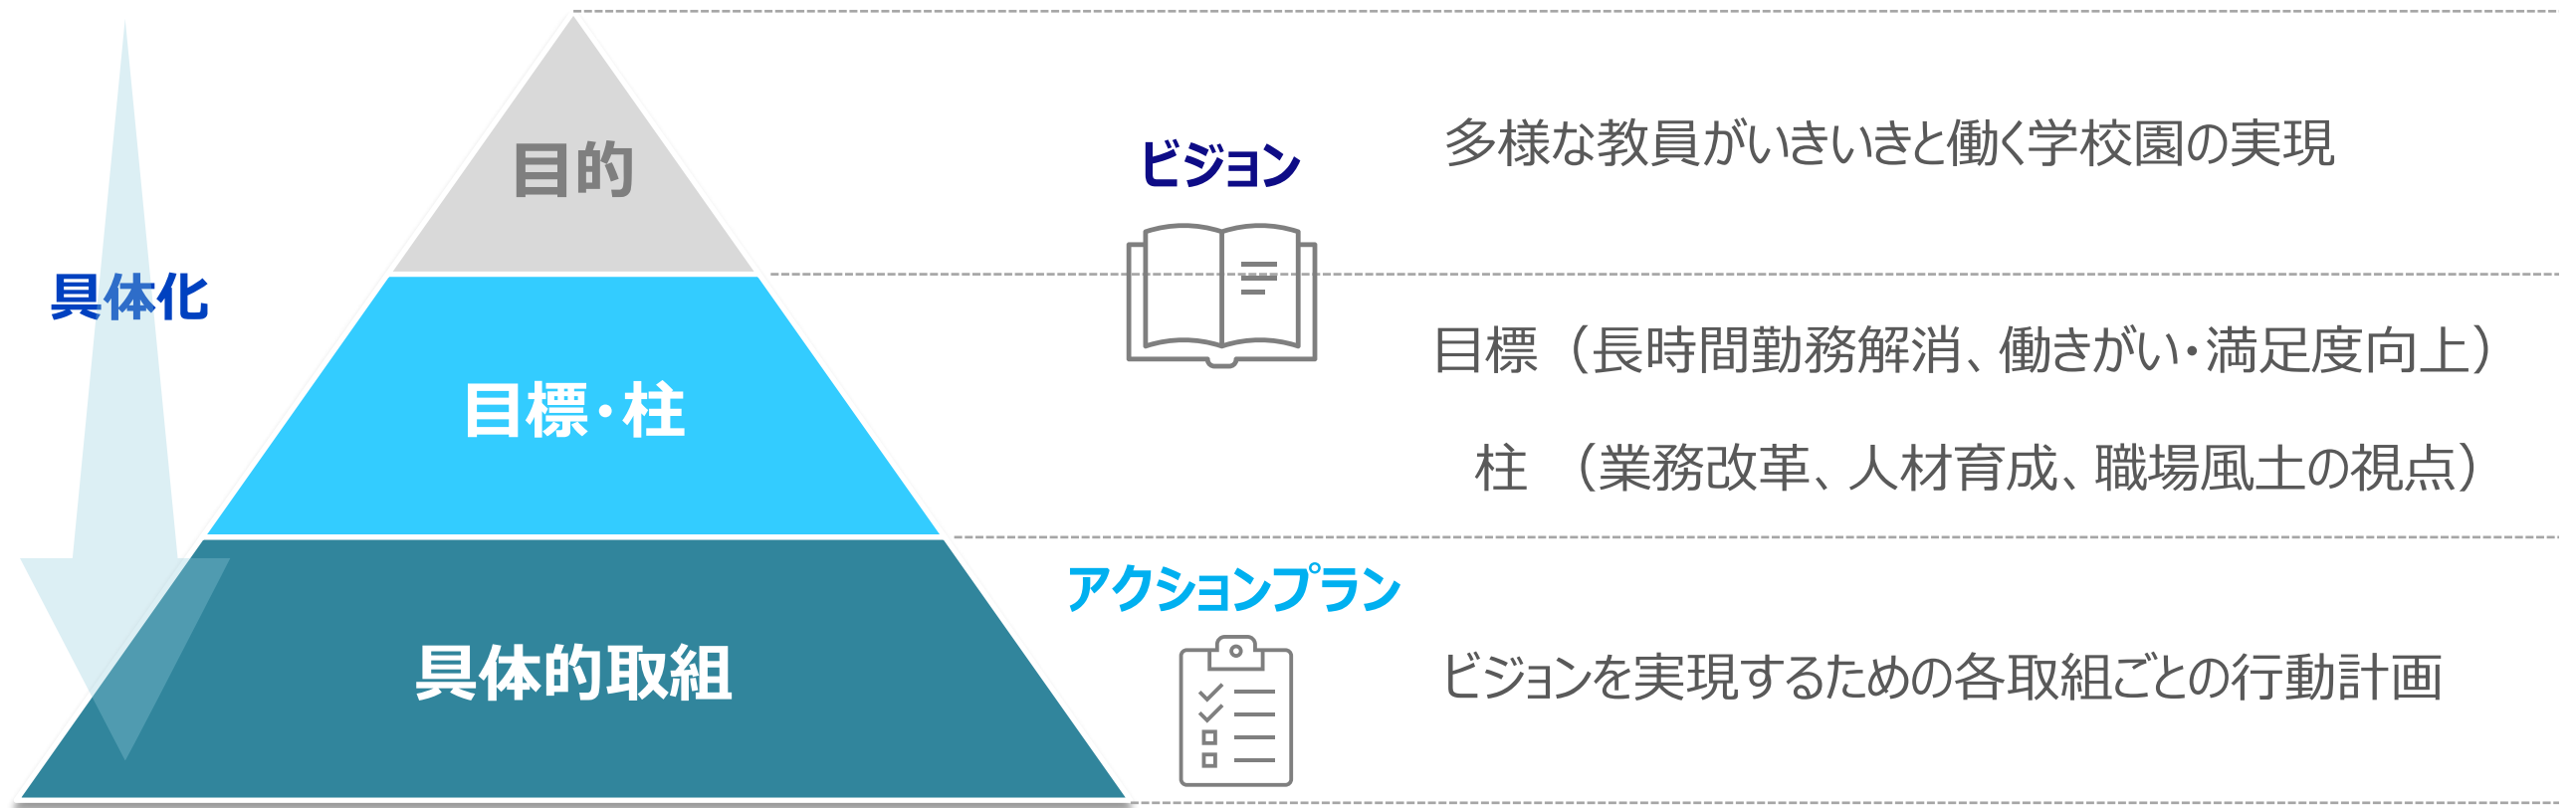 目的
ビジョン
多様な教員がいきいきと働く学校園の実現
具体化
目標・柱
目標（長時間勤務解消、働きがい・満足度向上）
柱　（業務改革、人材育成、職場風土の視点）
アクションプラン
具体的取組
ビジョンを実現するための各取組ごとの行動計画